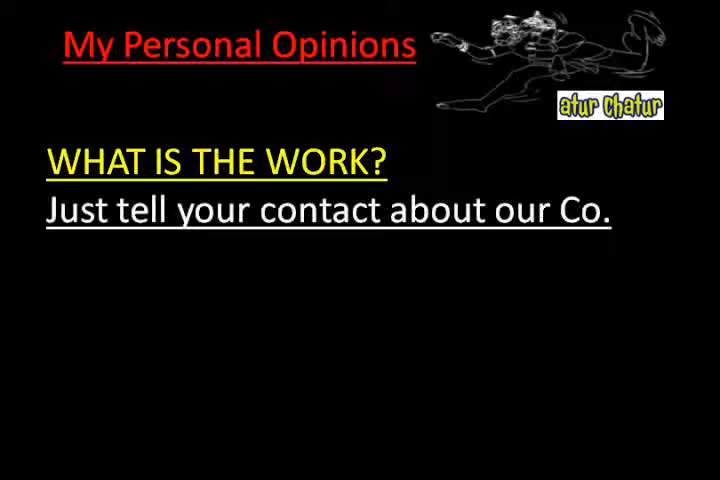 My Personal Opinions
atur chatur
WHAT IS THE WORK?
Just tell your contact about our Co.